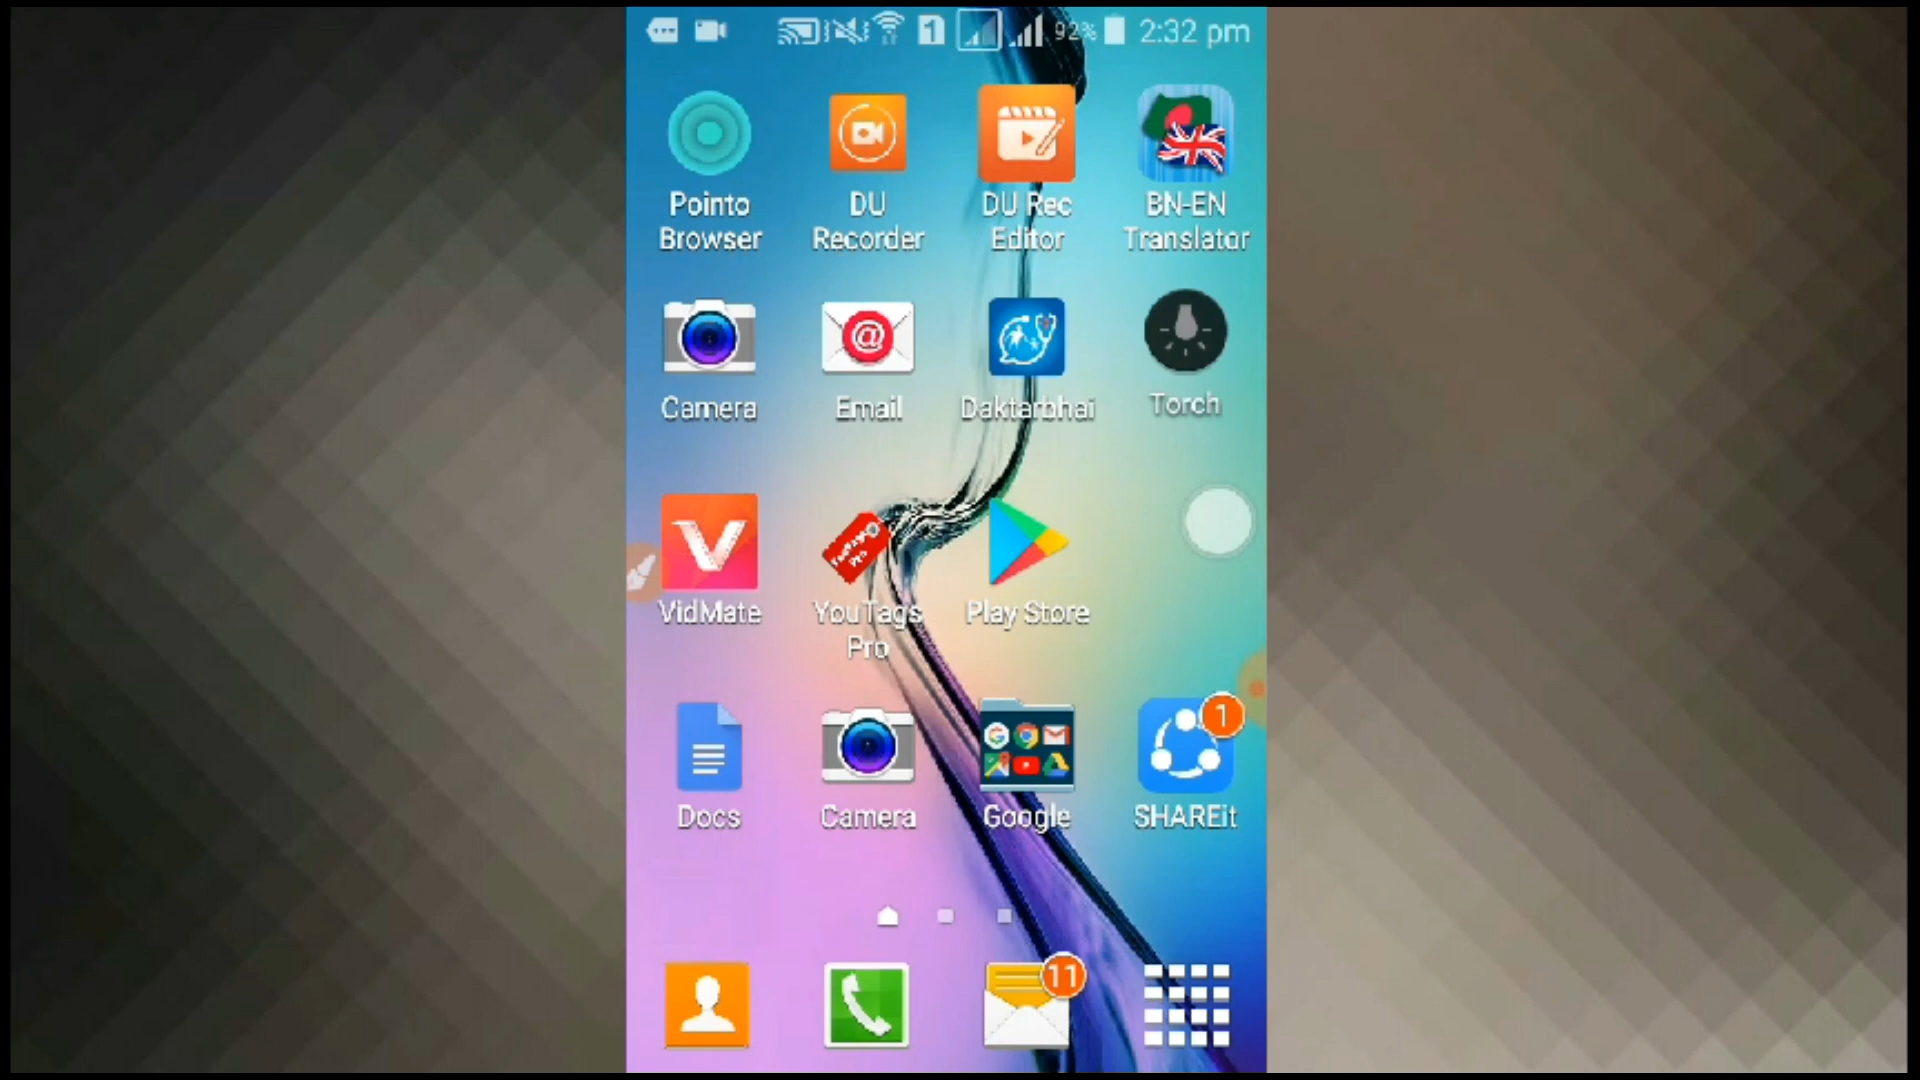 1 92% 2:32 pm
Pointo Browser
DU Recorder
DU Rec Editor
BN-EN Translator
Camera
Email
Daktarbhai
Torch
VidMate
YouTags Pro
Play Store
Docs
Camera
Google
1
SHAREit
11